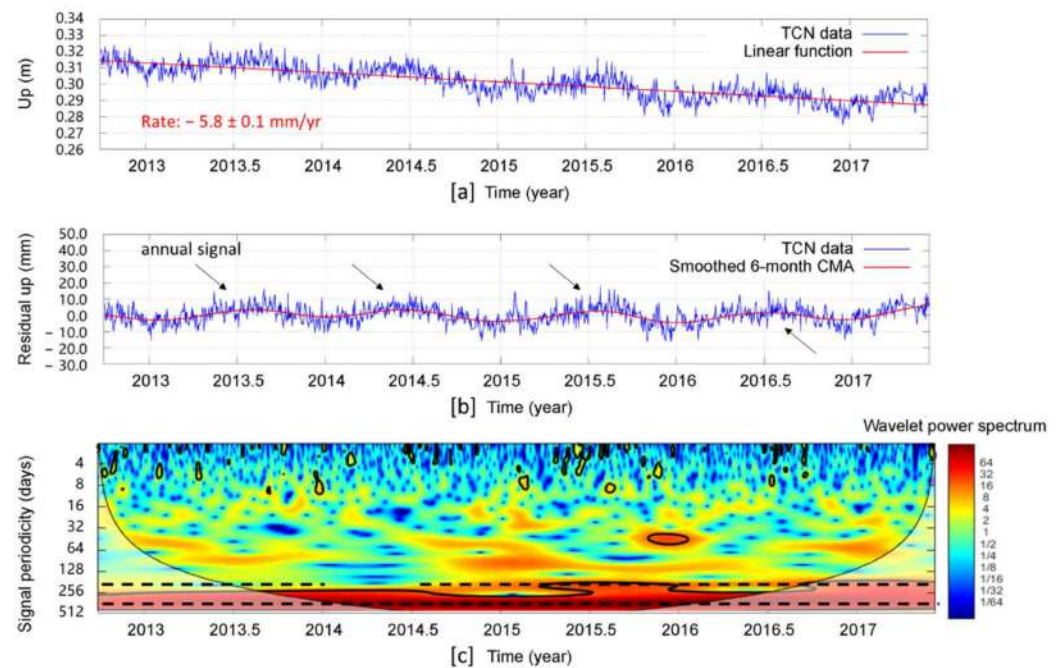 0.34
0.33
0.32
0.31
0.30
0.29
0.28
0.27
0.26
Up (m)
TCN data
Linear function
Rate: − 5.8 ± 0.1 mm/yr
2013 2013.5 2014 2014.5 2015 2015.5 2016 2016.5 2017
[a] Time (year)
50.0
40.0
30.0
20.0
10.0
0.0
−
− 10.0
− 30.0
Residual up (mm)
annual signal
TCN data
Smoothed 6-month CMA
2013 2013.5 2014 2014.5 2015 2015.5 2016 2016.5 2017
[b] Time (year)
Wavelet power spectrum
Signal periodicity (days)
4
8
16
32
64
128
256
512
64
32
16
8
4
2
1
1/2
1/4
1/8
1/16
1/32
1/64
2013 2013.5 2014 2014.5 2015 2015.5 2016 2016.5 2017
[c] Time (year)